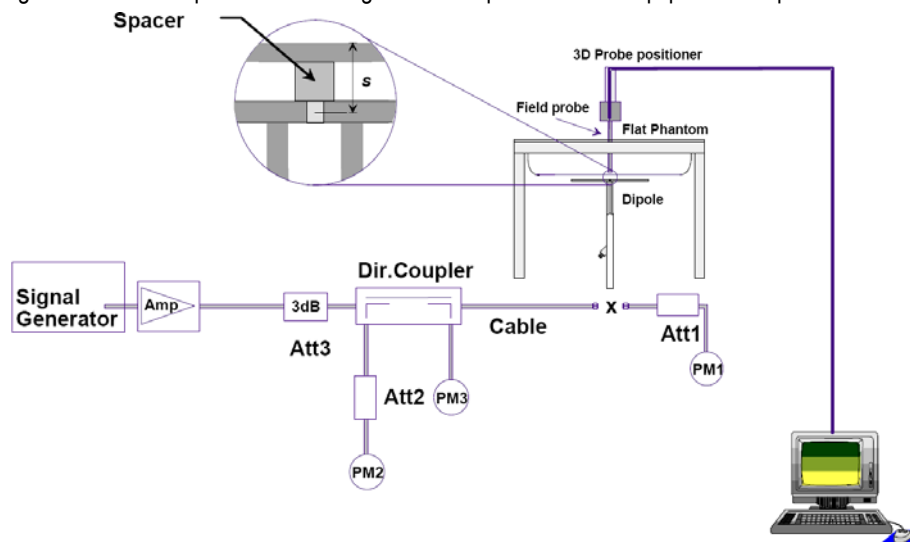 Spacer
s
3D Probe positioner
Field probe
Flat Phantom
Dipole
Signal
Generator
Amp
3dB
Att3
Dir.Coupler
Cable
x
Att1
PM1
Att2
PM3
PM2